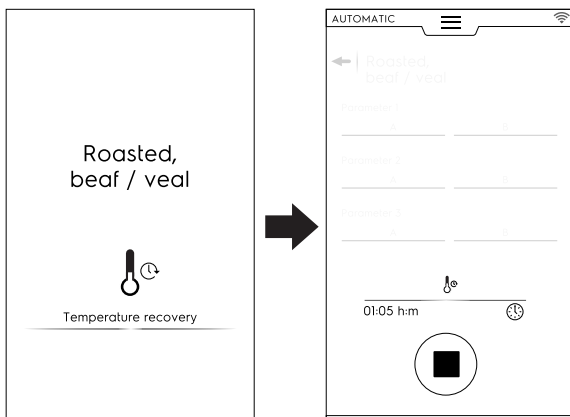 Roasted,
beaf / veal
Temperature recovery
AUTOMATIC
Roasted,
beaf / veal
Parameter 1
A B
Parameter 2
A B
Parameter 3
A B
01:05 h:m